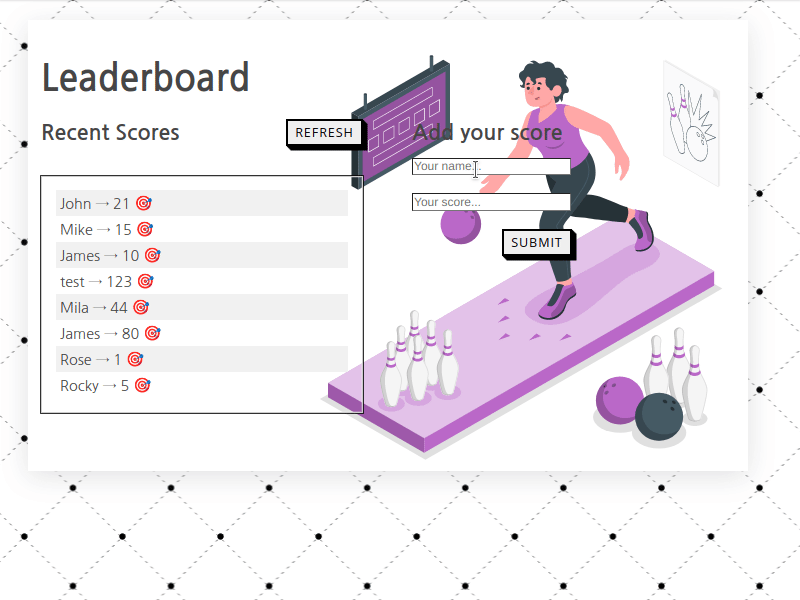 Leaderboard
Recent Scores
REFRESH
John → 21 🎯
Mike → 15 🎯
James → 10 🎯
test → 123 🎯
Mila → 44 🎯
James → 80 🎯
Rose → 1 🎯
Rocky → 5 🎯
Add your score
Your name...
Your score...
SUBMIT